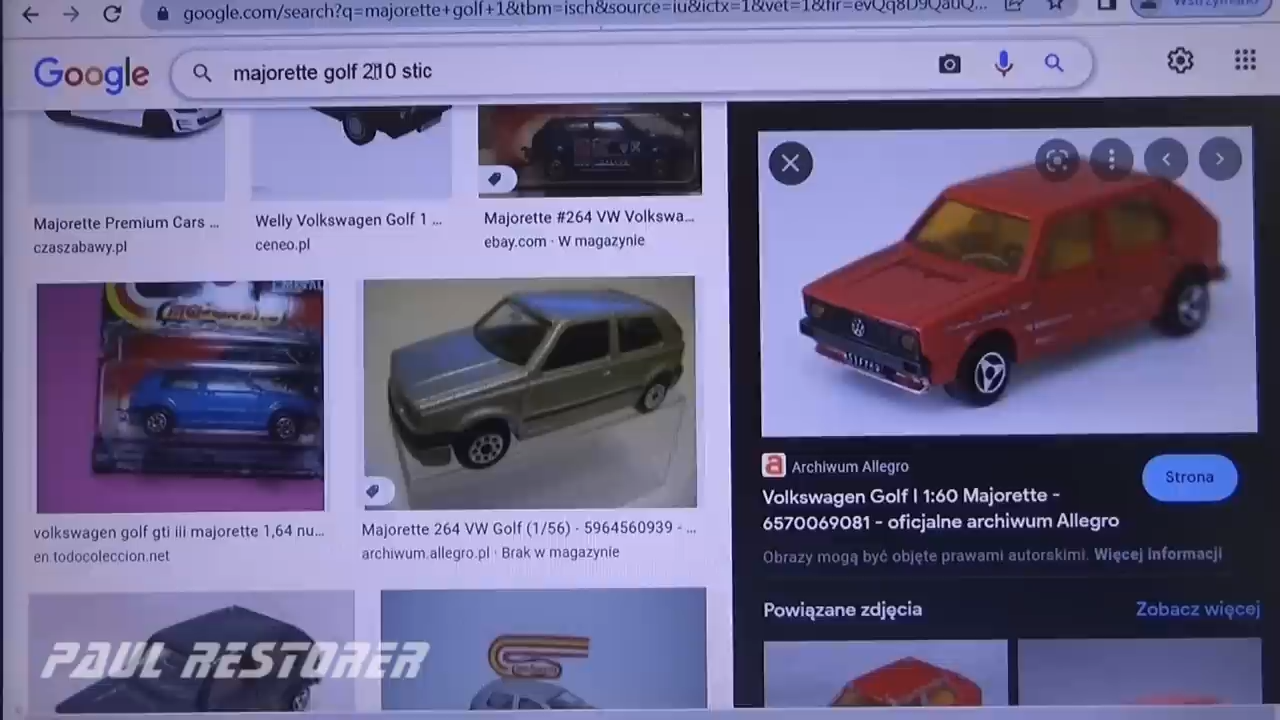 google.com/search?q=majorette+golf+1&tbm=isch&source=iu&ictx=1&vet=1&fir=evQq8D9QauQ...
Wstrzymano
Google
majorette golf 210 stic
Majorette Premium Cars ...
czaszabawy.pl
Welly Volkswagen Golf 1 ...
ceneo.pl
Majorette #264 VW Volkswa...
ebay.com · W magazynie
volkswagen golf gti iii majorette 1,64 nu...
en.todocoleccion.net
Majorette 264 VW Golf (1/56) · 5964560939 - ...
archiwum.allegro.pl · Brak w magazynie
a Archiwum Allegro
Strona
Volkswagen Golf I 1:60 Majorette -
6570069081 - oficjalne archiwum Allegro
Obrazy mogą być objęte prawami autorskimi. Więcej informacji
Powiązane zdjęcia
Zobacz więcej
PAUL RESTORER